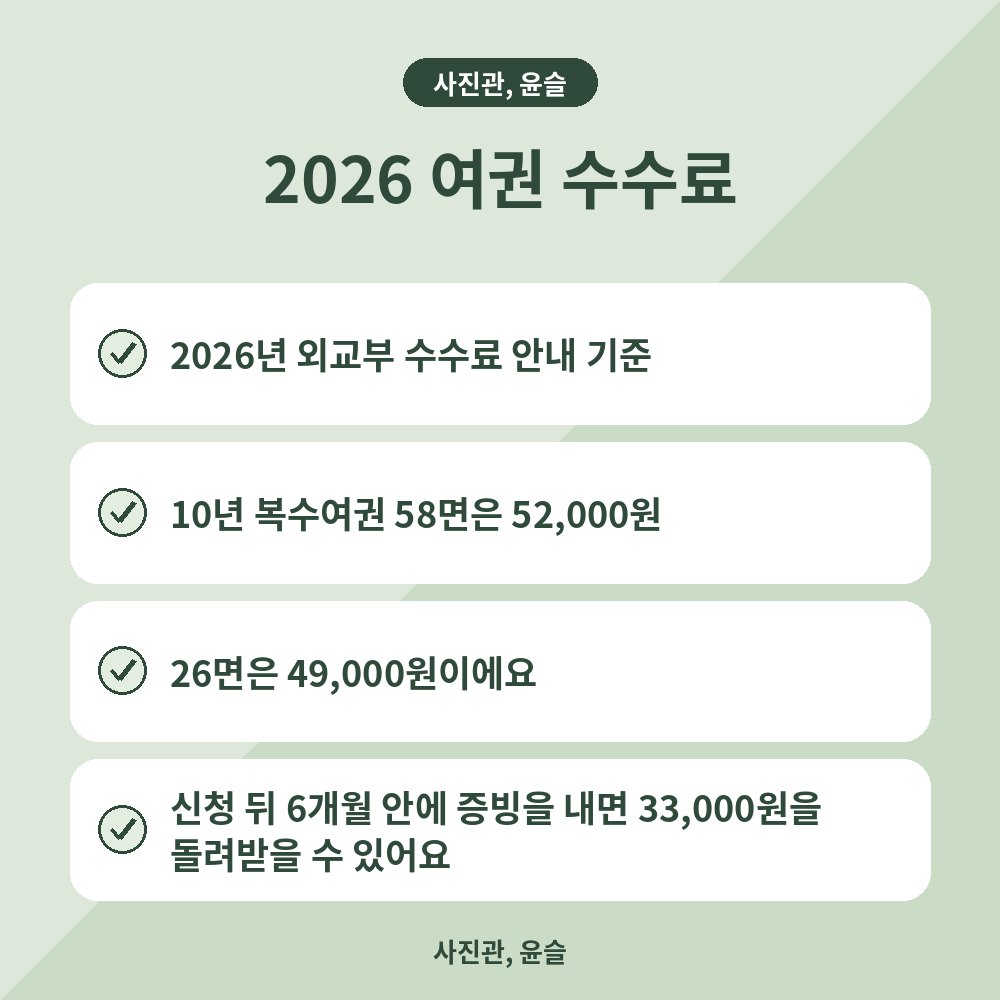 사진관, 윤슬
2026 여권 수수료
2026년 외교부 수수료 안내 기준
10년 복수여권 58면은 52,000원
26면은 49,000원이에요
신청 뒤 6개월 안에 증빙을 내면 33,000원을
돌려받을 수 있어요
사진관, 윤슬